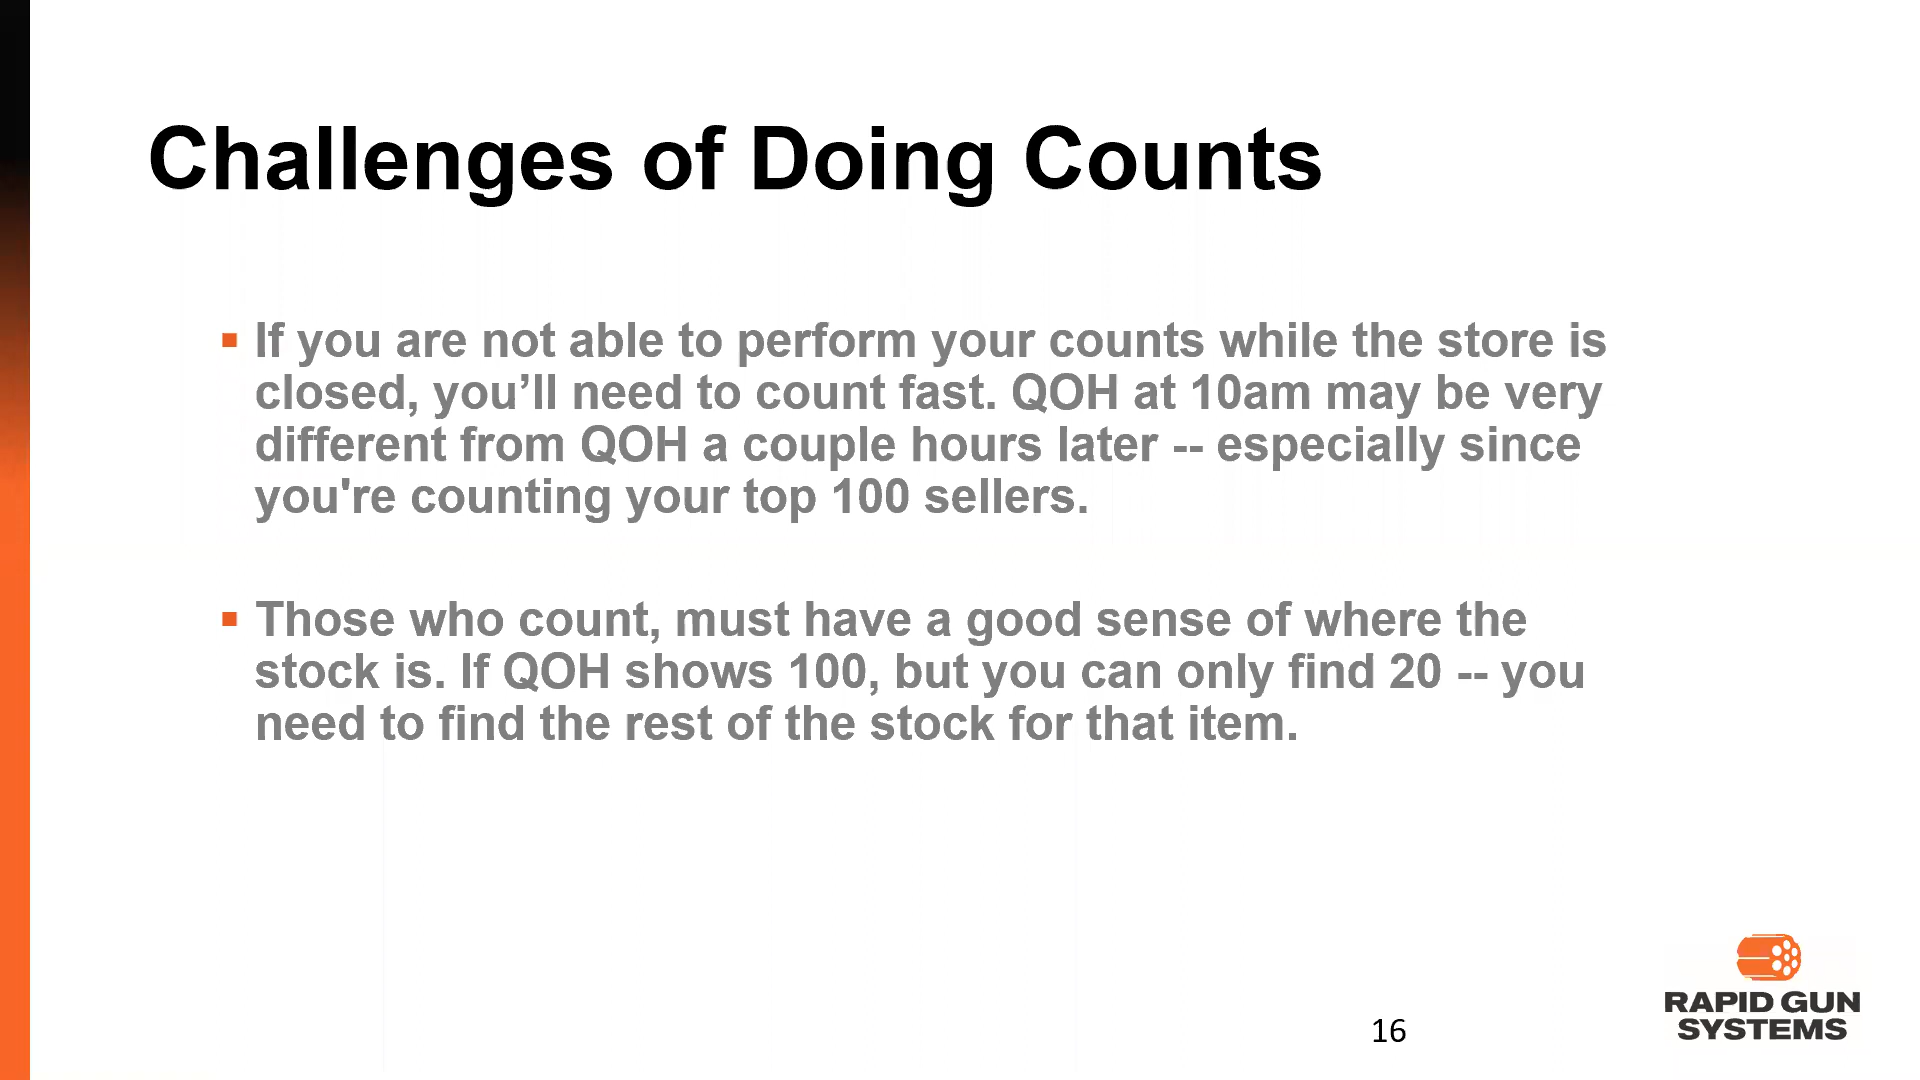 Challenges of Doing Counts
▪ If you are not able to perform your counts while the store is
closed, you’ll need to count fast. QOH at 10am may be very
different from QOH a couple hours later -- especially since
you're counting your top 100 sellers.
▪ Those who count, must have a good sense of where the
stock is. If QOH shows 100, but you can only find 20 -- you
need to find the rest of the stock for that item.
16
RAPID GUN
SYSTEMS